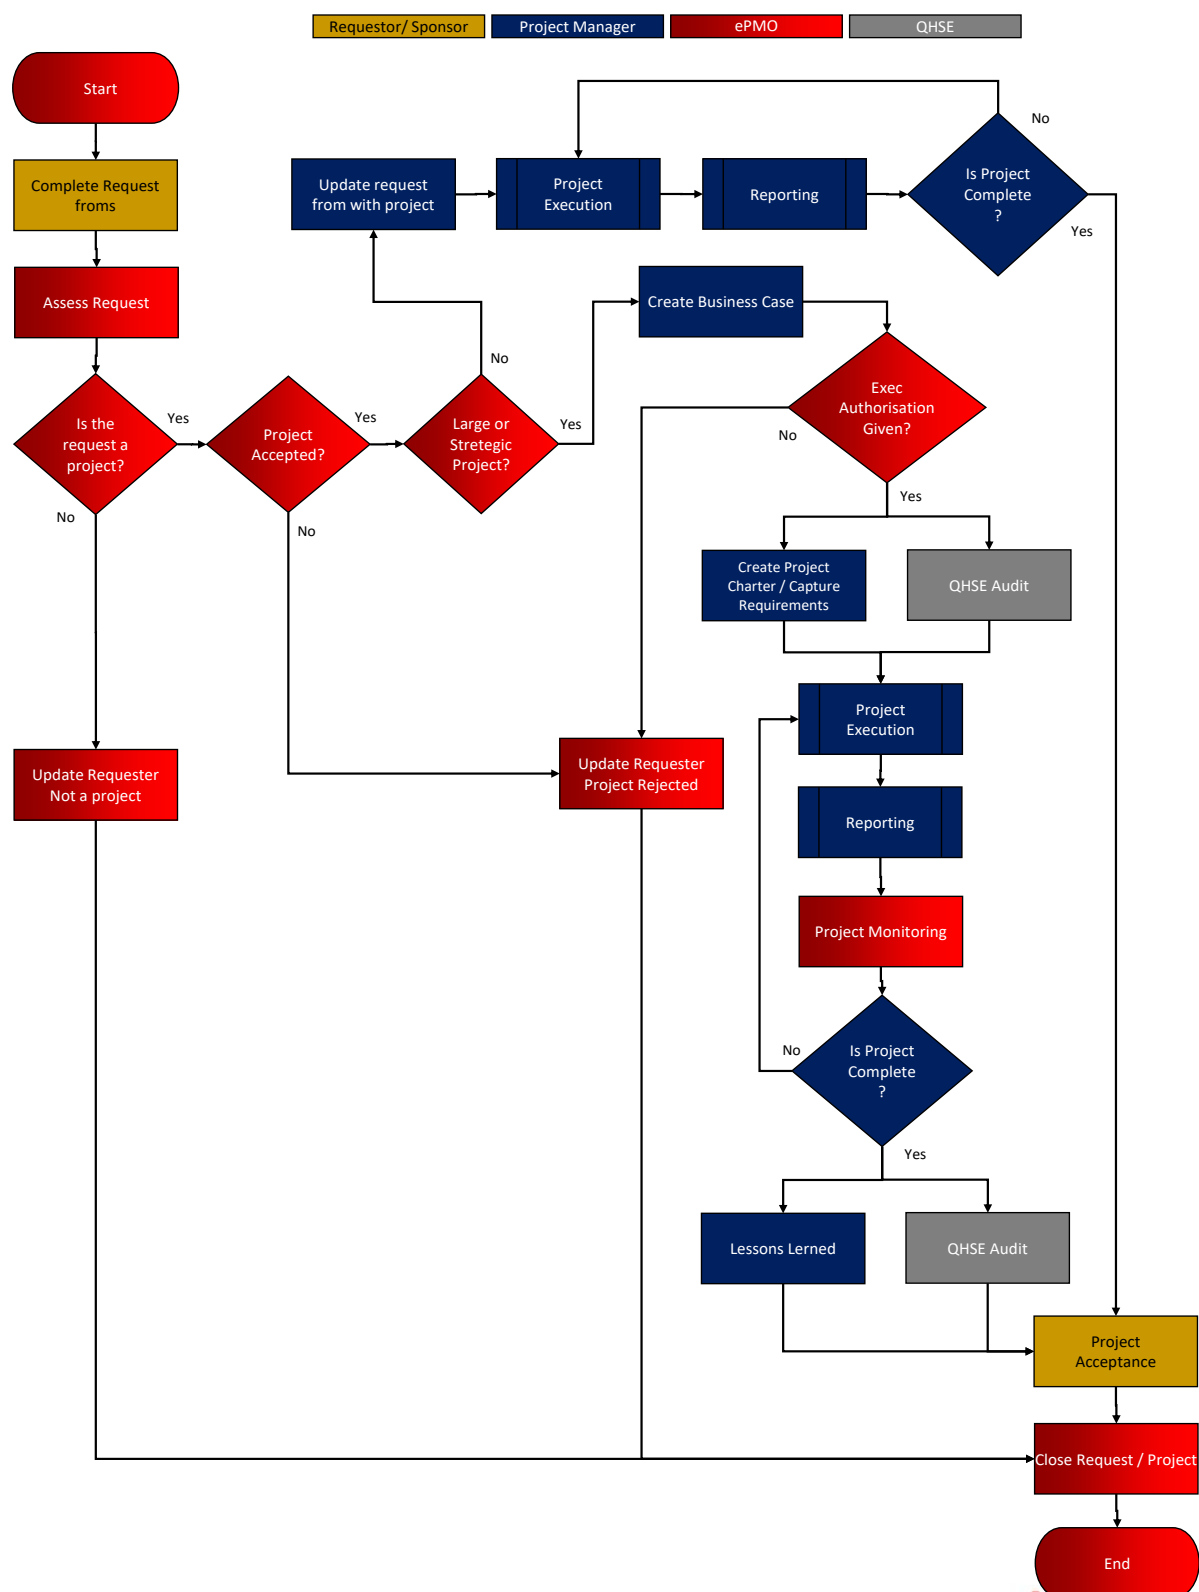 Requestor/ Sponsor
Project Manager
ePMO
QHSE
Start
Complete Request
froms
Assess Request
Is the
request a
project?
Yes
No
Project
Accepted?
Yes
No
Large or
Stretegic
Project?
No
Yes
Update request
from with project
Project
Execution
Reporting
Is Project
Complete
?
No
Yes
Create Business Case
Exec
Authorisation
Given?
No
Yes
Create Project
Charter / Capture
Requirements
QHSE Audit
Project
Execution
Reporting
Project Monitoring
Is Project
Complete
?
No
Yes
Lessons Lerned
QHSE Audit
Update Requester
Not a project
Update Requester
Project Rejected
Project
Acceptance
Close Request / Project
End